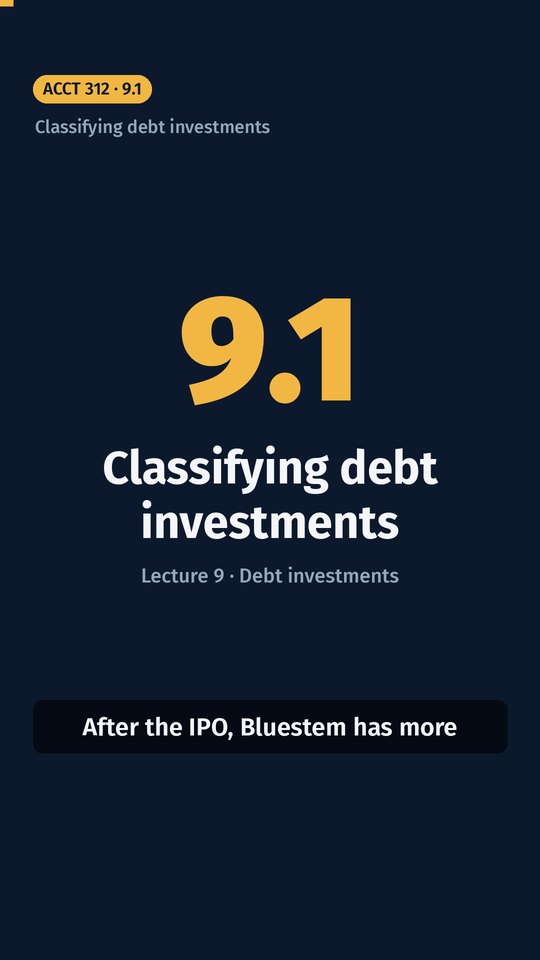 ACCT 312 · 9.1
Classifying debt investments
9.1
Classifying debt
investments
Lecture 9 · Debt investments
After the IPO, Bluestem has more